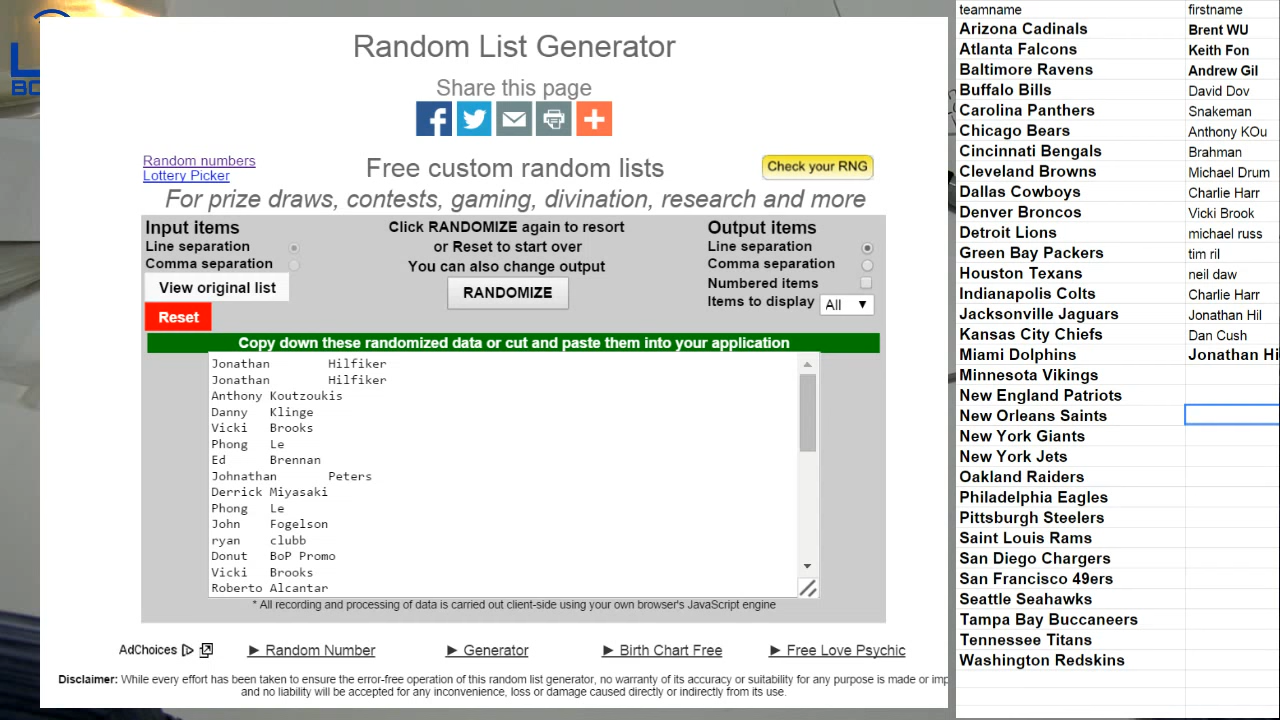 Random List Generator
Share this page
Random numbers
Lottery Picker
Free custom random lists
Check your RNG
For prize draws, contests, gaming, divination, research and more
Input items
Line separation
Comma separation
View original list
Reset
Click RANDOMIZE again to resort
or Reset to start over
You can also change output
RANDOMIZE
Output items
Line separation
Comma separation
Numbered items
Items to display All
Copy down these randomized data or cut and paste them into your application
Jonathan Hilfiker
Jonathan Hilfiker
Anthony Koutzoukis
Danny Klinge
Vicki Brooks
Phong Le
Ed Brennan
Johnathan Peters
Derrick Miyasaki
Phong Le
John Fogelson
ryan clubb
Donut BoP Promo
Vicki Brooks
Roberto Alcantar
* All recording and processing of data is carried out client-side using your own browser's JavaScript engine
AdChoices
► Random Number
► Generator
► Birth Chart Free
► Free Love Psychic
Disclaimer: While every effort has been taken to ensure the error-free operation of this random list generator, no warranty of its accuracy or suitability for any purpose is made or imp
and no liability will be accepted for any inconvenience, loss or damage caused directly or indirectly from its use.
teamname firstname
Arizona Cadinals Brent WU
Atlanta Falcons Keith Fon
Baltimore Ravens Andrew Gil
Buffalo Bills David Dov
Carolina Panthers Snakeman
Chicago Bears Anthony KOu
Cincinnati Bengals Brahman
Cleveland Browns Michael Drum
Dallas Cowboys Charlie Harr
Denver Broncos Vicki Brook
Detroit Lions michael russ
Green Bay Packers tim ril
Houston Texans neil daw
Indianapolis Colts Charlie Harr
Jacksonville Jaguars Jonathan Hil
Kansas City Chiefs Dan Cush
Miami Dolphins Jonathan Hi
Minnesota Vikings
New England Patriots
New Orleans Saints
New York Giants
New York Jets
Oakland Raiders
Philadelphia Eagles
Pittsburgh Steelers
Saint Louis Rams
San Diego Chargers
San Francisco 49ers
Seattle Seahawks
Tampa Bay Buccaneers
Tennessee Titans
Washington Redskins